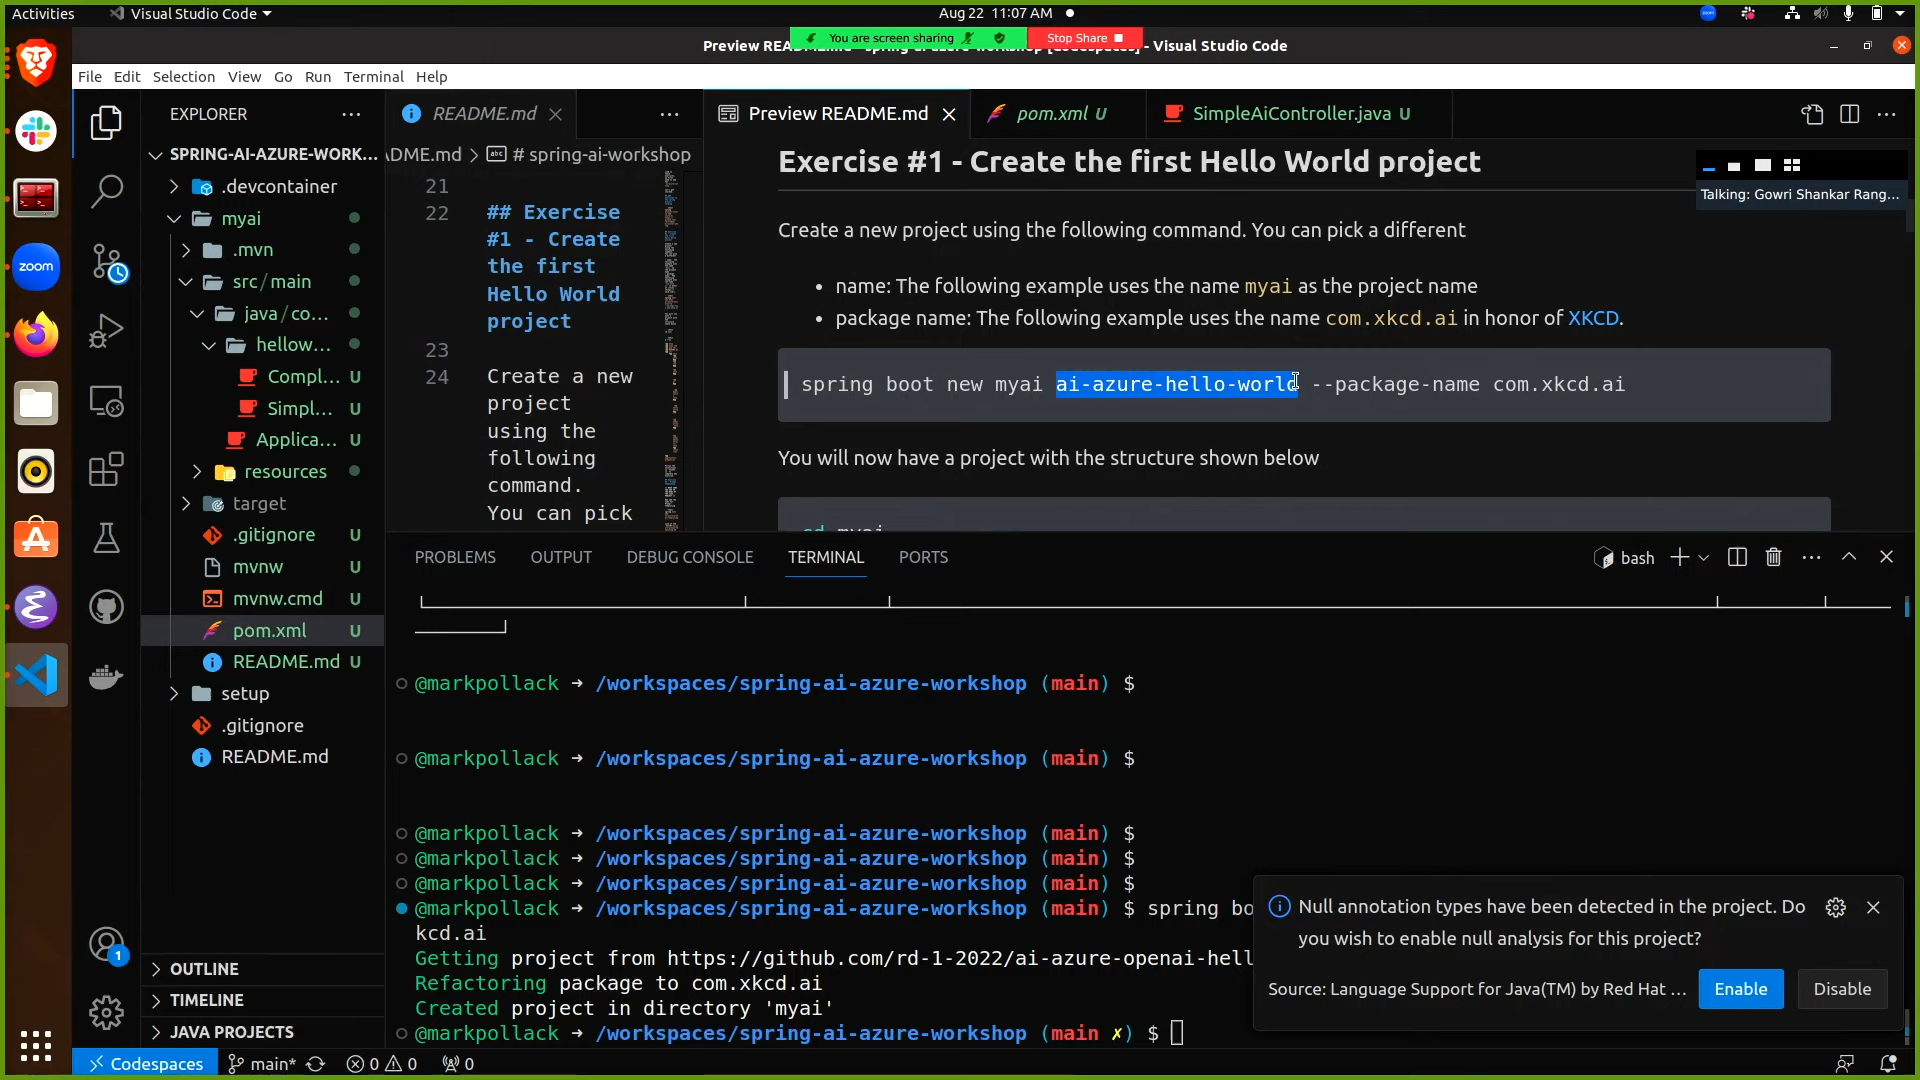 Activities
Visual Studio Code
Aug 22 11:07 AM
You are screen sharing
Stop Share
Preview REA
- Visual Studio Code
File Edit Selection View Go Run Terminal Help
EXPLORER
README.md
Preview README.md
pom.xml U
SimpleAiController.java U
SPRING-AI-AZURE-WORK...
.devcontainer
myai
.mvn
src/main
java/co...
hellow...
Compl... U
Simpl... U
Applica... U
resources
target
.gitignore U
mvnw U
mvnw.cmd U
pom.xml U
README.md U
setup
.gitignore
README.md
OUTLINE
TIMELINE
JAVA PROJECTS
zoom
1
ADME.md > # spring-ai-workshop
21
22 ## Exercise
#1 - Create
the first
Hello World
project
23
24 Create a new
project
using the
following
command.
You can pick
Exercise #1 - Create the first Hello World project
Talking: Gowri Shankar Rang...
Create a new project using the following command. You can pick a different
• name: The following example uses the name myai as the project name
• package name: The following example uses the name com.xkcd.ai in honor of XKCD.
spring boot new myai ai-azure-hello-world --package-name com.xkcd.ai
You will now have a project with the structure shown below
cd myai
PROBLEMS OUTPUT DEBUG CONSOLE TERMINAL PORTS
bash
@markpollack → /workspaces/spring-ai-azure-workshop (main) $
@markpollack → /workspaces/spring-ai-azure-workshop (main) $
@markpollack → /workspaces/spring-ai-azure-workshop (main) $
@markpollack → /workspaces/spring-ai-azure-workshop (main) $
@markpollack → /workspaces/spring-ai-azure-workshop (main) $
@markpollack → /workspaces/spring-ai-azure-workshop (main) $ spring bo
kcd.ai
Getting project from https://github.com/rd-1-2022/ai-azure-openai-hell
Refactoring package to com.xkcd.ai
Created project in directory 'myai'
@markpollack → /workspaces/spring-ai-azure-workshop (main ✗) $
Null annotation types have been detected in the project. Do
you wish to enable null analysis for this project?
Source: Language Support for Java(TM) by Red Hat ...
Enable
Disable
Codespaces
main*
0
0
0